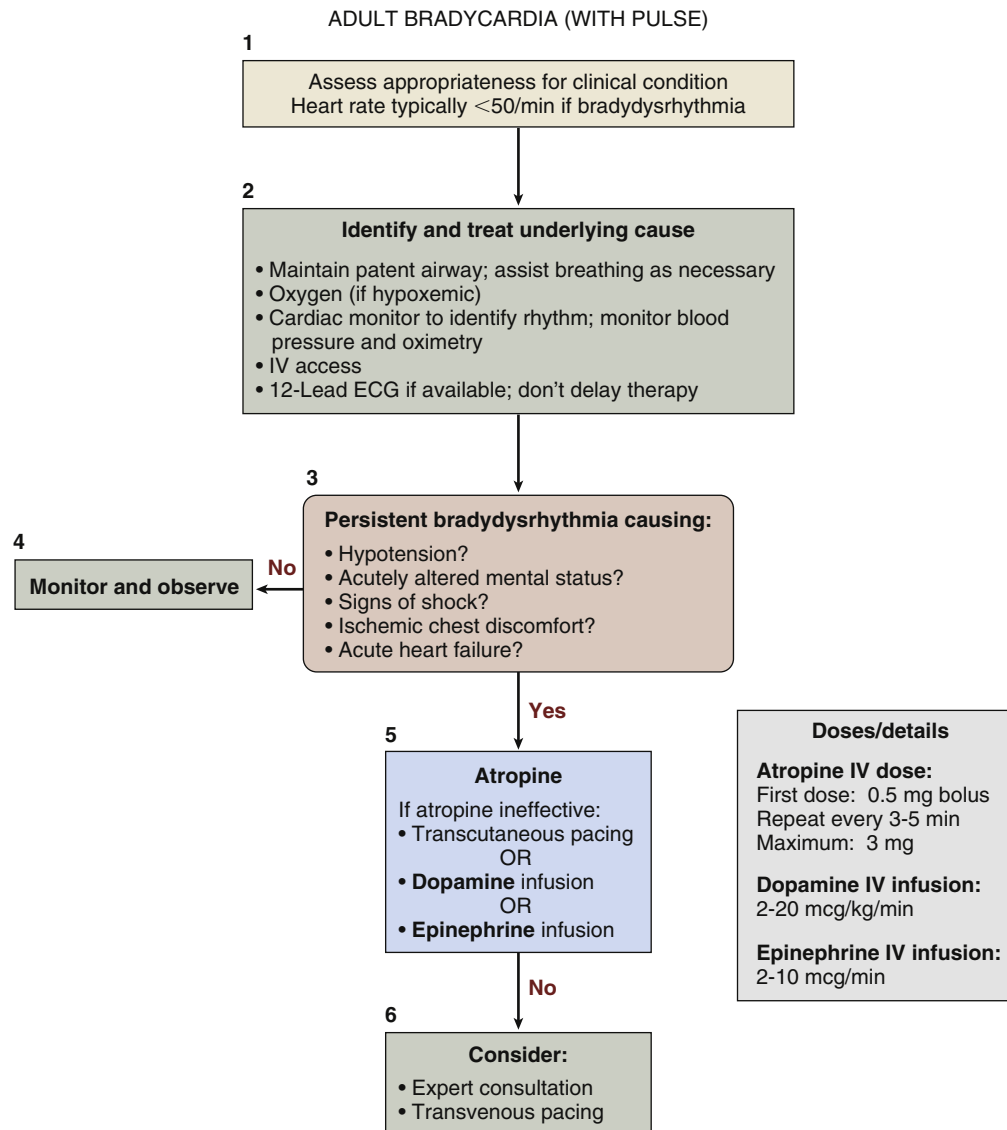 ADULT BRADYCARDIA (WITH PULSE)
1
Assess appropriateness for clinical condition
Heart rate typically <50/min if bradydysrhythmia
2
Identify and treat underlying cause
• Maintain patent airway; assist breathing as necessary
• Oxygen (if hypoxemic)
• Cardiac monitor to identify rhythm; monitor blood
pressure and oximetry
• IV access
• 12-Lead ECG if available; don't delay therapy
3
Persistent bradydysrhythmia causing:
• Hypotension?
• Acutely altered mental status?
• Signs of shock?
• Ischemic chest discomfort?
• Acute heart failure?
No
4
Monitor and observe
Yes
5
Atropine
If atropine ineffective:
• Transcutaneous pacing
OR
• Dopamine infusion
OR
• Epinephrine infusion
Doses/details
Atropine IV dose:
First dose: 0.5 mg bolus
Repeat every 3-5 min
Maximum: 3 mg
Dopamine IV infusion:
2-20 mcg/kg/min
Epinephrine IV infusion:
2-10 mcg/min
No
6
Consider:
• Expert consultation
• Transvenous pacing